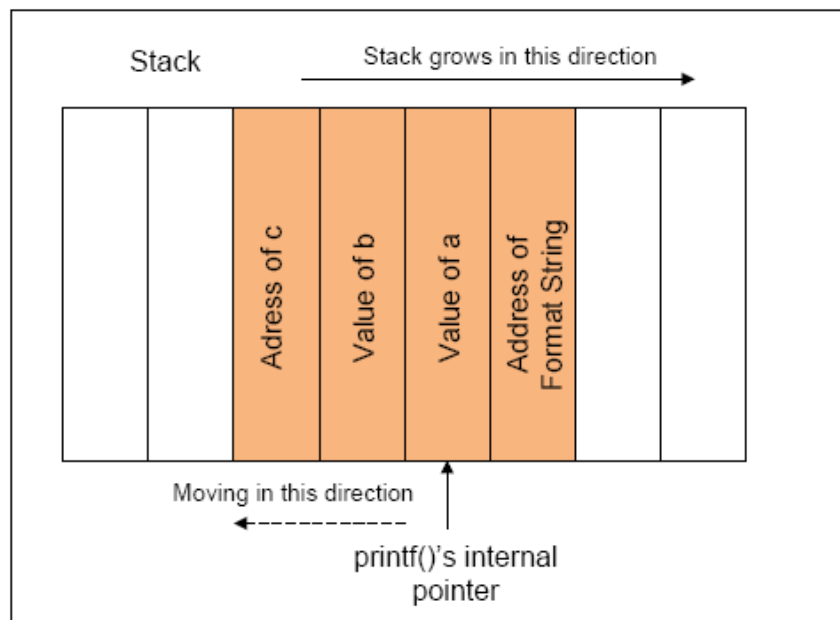 Stack
Stack grows in this direction
Adress of c
Value of b
Value of a
Address of
Format String
Moving in this direction
printf()'s internal
pointer